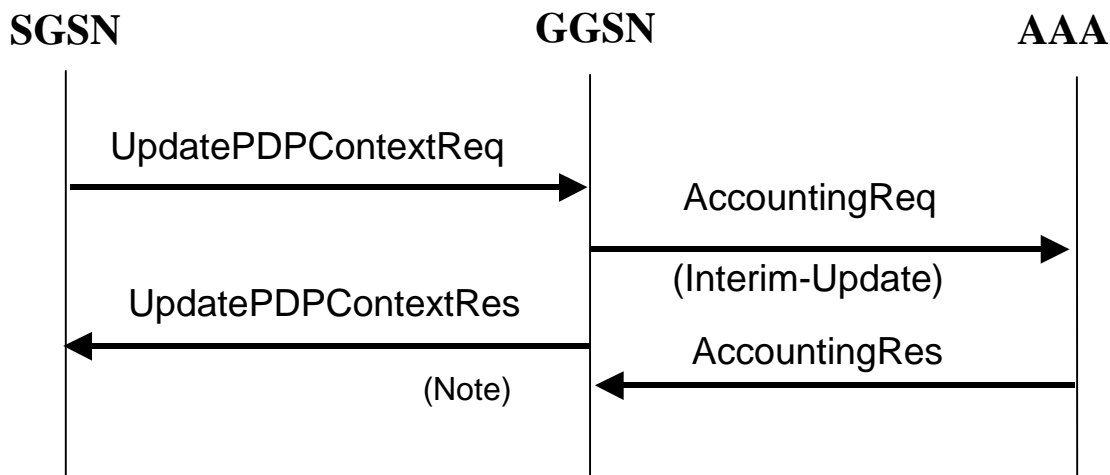 SGSN
GGSN
AAA
UpdatePDPContextReq
AccountingReq
(Interim-Update)
UpdatePDPContextRes
AccountingRes
(Note)